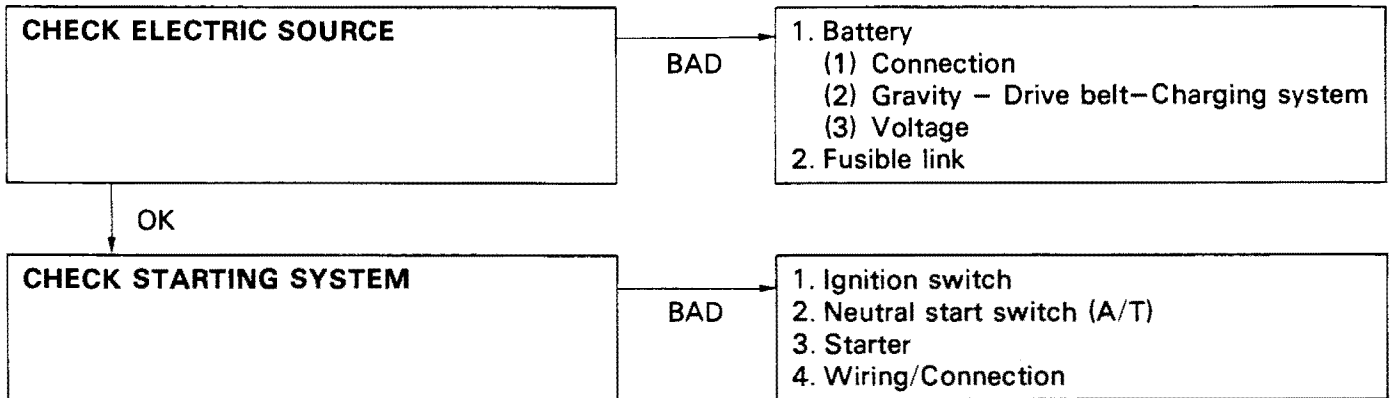 CHECK ELECTRIC SOURCE
BAD
1. Battery
(1) Connection
(2) Gravity – Drive belt–Charging system
(3) Voltage
2. Fusible link
OK
CHECK STARTING SYSTEM
BAD
1. Ignition switch
2. Neutral start switch (A/T)
3. Starter
4. Wiring/Connection